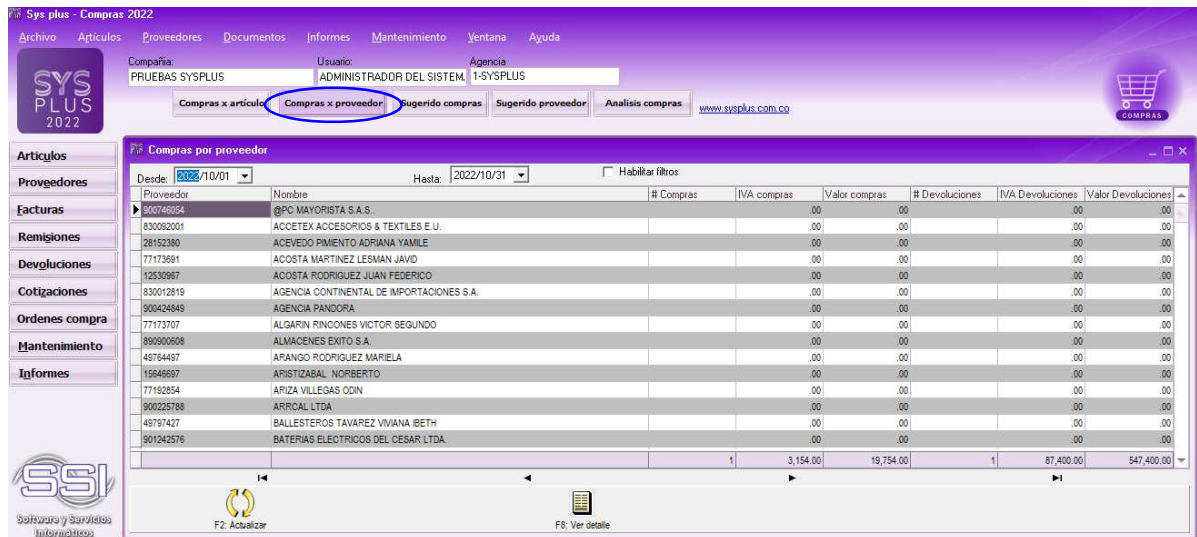 Sys plus - Compras 2022
Archivo Artículos Proveedores Documentos Informes Mantenimiento Ventana Ayuda
Compañia: Usuario: Agencia
PRUEBAS SYSPLUS ADMINISTRADOR DEL SISTEM. 1-SYSPLUS
SYS
PLUS
2022
Compras x artículo Compras x proveedor Sugerido compras Sugerido proveedor Analisis compras www.sysplus.com.co
COMPRAS
Articulos
Proveedores
Facturas
Remisiones
Devoluciones
Cotizaciones
Ordenes compra
Mantenimiento
Informes
SSI
Software y Servicios
Informáticos
Compras por proveedor
Desde: 2022/10/01 Hasta: 2022/10/31 Habilitar filtros
Proveedor Nombre # Compras IVA compras Valor compras # Devoluciones IVA Devoluciones Valor Devoluciones
900746054 @PC MAYORISTA S.A.S.. .00 .00 .00 .00
830092001 ACCETEX ACCESORIOS & TEXTILES E.U. .00 .00 .00 .00
28152380 ACEVEDO PIMIENTO ADRIANA YAMILE .00 .00 .00 .00
77173691 ACOSTA MARTINEZ LESMAN JAVID .00 .00 .00 .00
12530967 ACOSTA RODRIGUEZ JUAN FEDERICO .00 .00 .00 .00
830012819 AGENCIA CONTINENTAL DE IMPORTACIONES S.A. .00 .00 .00 .00
900424849 AGENCIA PANDORA .00 .00 .00 .00
77173707 ALGARIN RINCONES VICTOR SEGUNDO .00 .00 .00 .00
890900608 ALMACENES EXITO S.A. .00 .00 .00 .00
49764497 ARANGO RODRIGUEZ MARIELA .00 .00 .00 .00
15646697 ARISTIZABAL NORBERTO .00 .00 .00 .00
77192854 ARIZA VILLEGAS ODIN .00 .00 .00 .00
900225788 ARRCAL LTDA .00 .00 .00 .00
49797427 BALLESTEROS TAVAREZ VIVIANA IBETH .00 .00 .00 .00
901242576 BATERIAS ELECTRICOS DEL CESAR LTDA. .00 .00 .00 .00
1 3,154.00 19,754.00 1 87,400.00 547,400.00
F2: Actualizar F8: Ver detalle